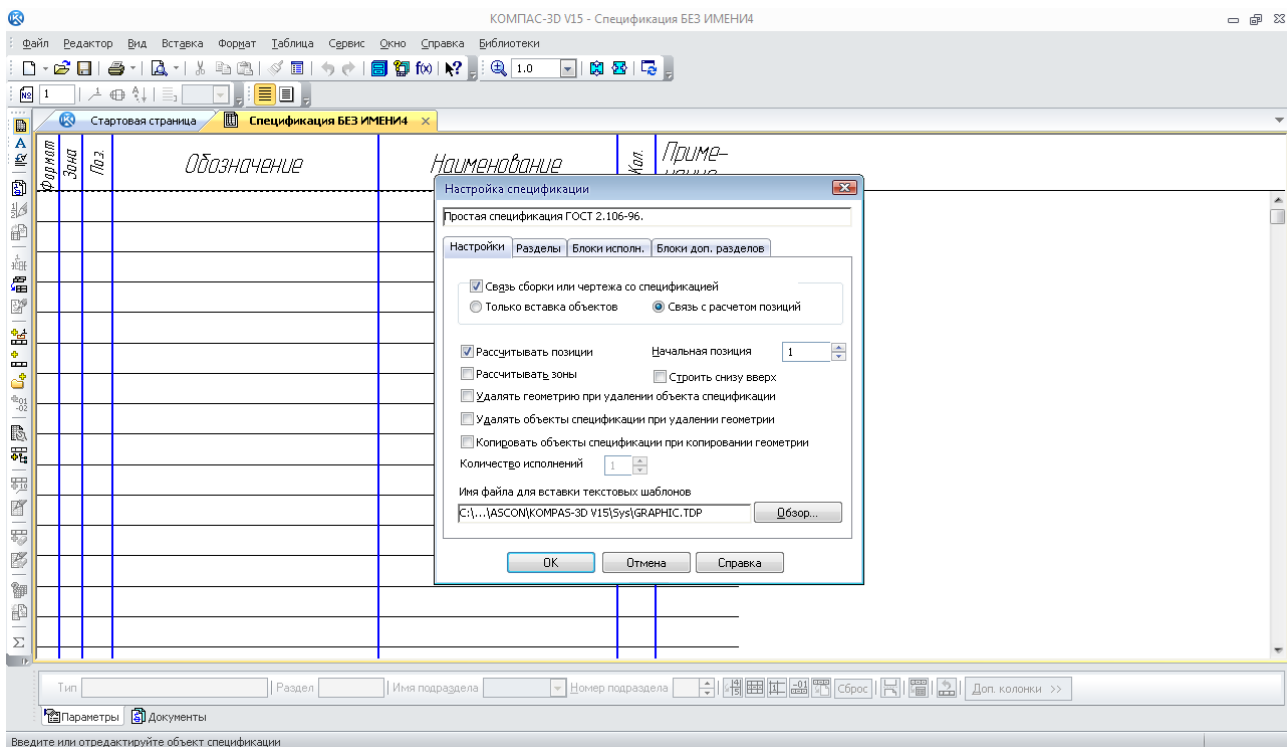 КОМПАС-3D V15 - Спецификация БЕЗ ИМЕНИ4
Файл Редактор Вид Вставка Формат Таблица Сервис Окно Справка Библиотеки
f(x) 1.0
№ 1
Стартовая страница Спецификация БЕЗ ИМЕНИ4
Формат Зона Поз. Обозначение Наименование Кол. Приме-
чание
Настройка спецификации
Простая спецификация ГОСТ 2.106-96.
Настройки Разделы Блоки исполн. Блоки доп. разделов
Связь сборки или чертежа со спецификацией
Только вставка объектов Связь с расчетом позиций
Рассчитывать позиции Начальная позиция 1
Рассчитывать зоны Строить снизу вверх
Удалять геометрию при удалении объекта спецификации
Удалять объекты спецификации при удалении геометрии
Копировать объекты спецификации при копировании геометрии
Количество исполнений 1
Имя файла для вставки текстовых шаблонов
C:\...\ASCON\KOMPAS-3D V15\Sys\GRAPHIC.TDP Обзор...
OK Отмена Справка
Тип Раздел Имя подраздела Номер подраздела Сброс Доп. колонки >>
Параметры Документы
Введите или отредактируйте объект спецификации